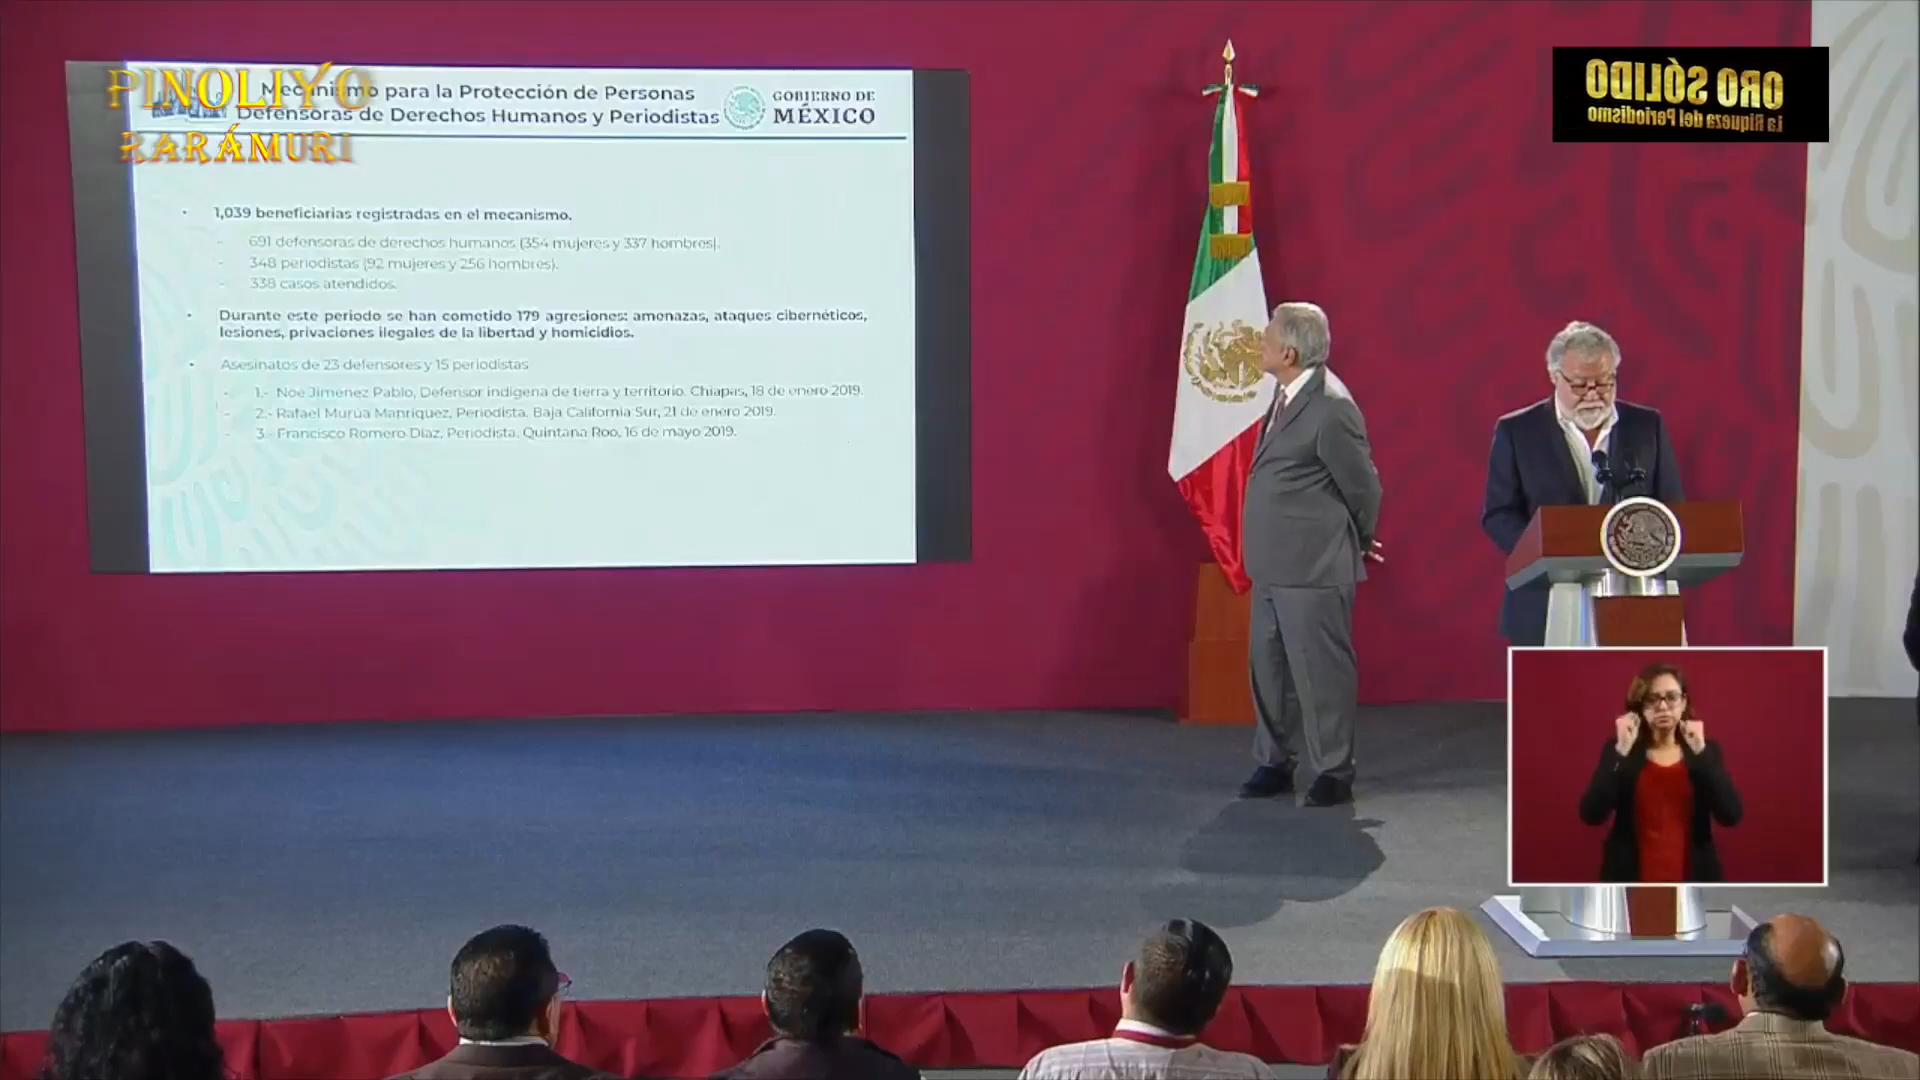 PINOLIYO
RARÁMURI
Mecanismo para la Protección de Personas
Defensoras de Derechos Humanos y Periodistas
GOBIERNO DE
MÉXICO
ORO SÓLIDO
La Riqueza del Periodismo
• 1,039 beneficiarias registradas en el mecanismo.
- 691 defensoras de derechos humanos (354 mujeres y 337 hombres).
- 348 periodistas (92 mujeres y 256 hombres).
- 338 casos atendidos.
• Durante este periodo se han cometido 179 agresiones: amenazas, ataques cibernéticos,
lesiones, privaciones ilegales de la libertad y homicidios.
• Asesinatos de 23 defensores y 15 periodistas
- 1.- Noé Jiménez Pablo, Defensor indígena de tierra y territorio. Chiapas, 18 de enero 2019.
- 2.- Rafael Murúa Manríquez, Periodista. Baja California Sur, 21 de enero 2019.
- 3.- Francisco Romero Díaz, Periodista. Quintana Roo, 16 de mayo 2019.